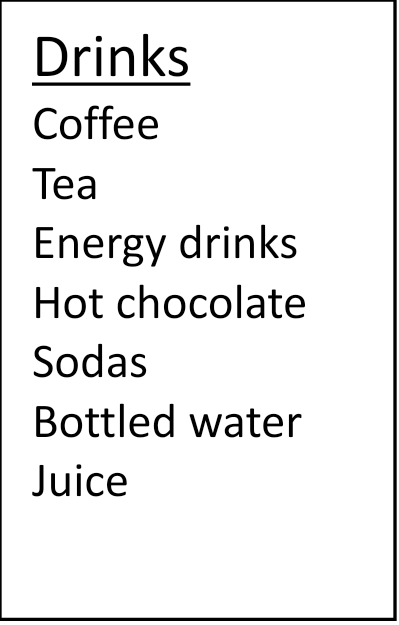 Drinks
Coffee
Tea
Energy drinks
Hot chocolate
Sodas
Bottled water
Juice